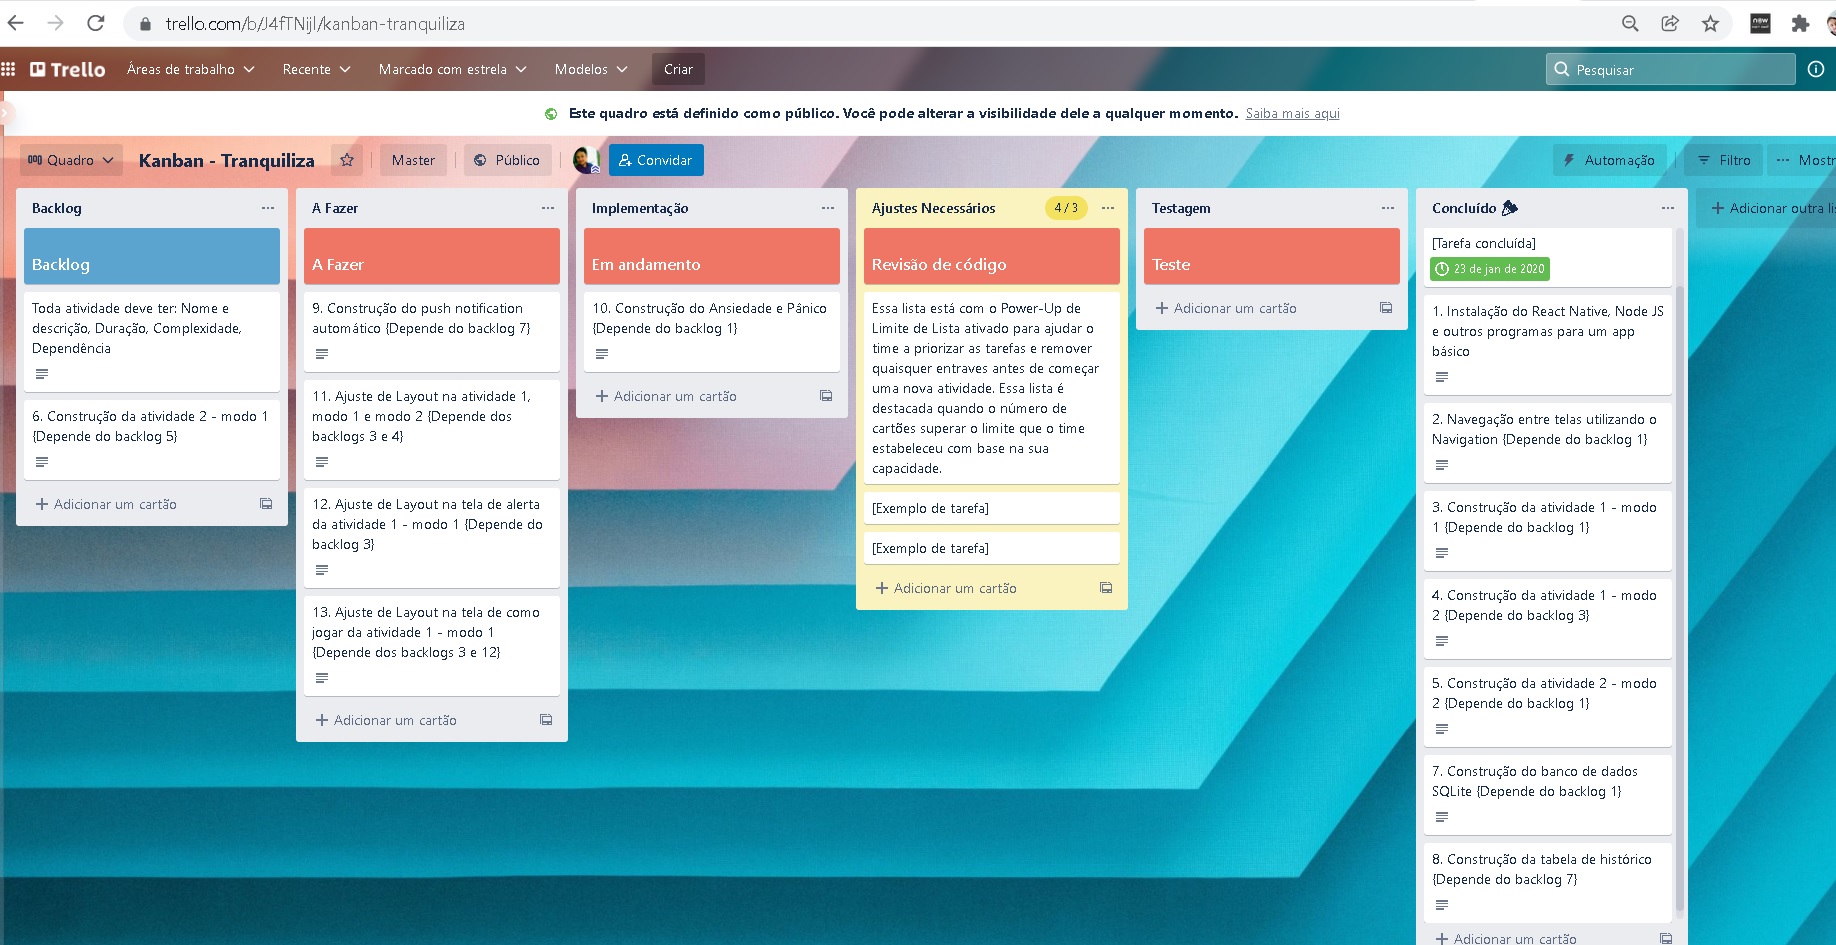 trello.com/b/J4fTNijl/kanban-tranquiliza
Trello
Áreas de trabalho
Recente
Marcado com estrela
Modelos
Criar
Pesquisar
Este quadro está definido como público. Você pode alterar a visibilidade dele a qualquer momento. Saiba mais aqui
Quadro
Kanban - Tranquiliza
Master
Público
Convidar
Automação
Filtro
Mostr
Backlog
Backlog
Toda atividade deve ter: Nome e
descrição, Duração, Complexidade,
Dependência
6. Construção da atividade 2 - modo 1
{Depende do backlog 5}
Adicionar um cartão
A Fazer
A Fazer
9. Construção do push notification
automático {Depende do backlog 7}
11. Ajuste de Layout na atividade 1,
modo 1 e modo 2 {Depende dos
backlogs 3 e 4}
12. Ajuste de Layout na tela de alerta
da atividade 1 - modo 1 {Depende do
backlog 3}
13. Ajuste de Layout na tela de como
jogar da atividade 1 - modo 1
{Depende dos backlogs 3 e 12}
Adicionar um cartão
Implementação
Em andamento
10. Construção do Ansiedade e Pânico
{Depende do backlog 1}
Adicionar um cartão
Ajustes Necessários
4 / 3
Revisão de código
Essa lista está com o Power-Up de
Limite de Lista ativado para ajudar o
time a priorizar as tarefas e remover
quaisquer entraves antes de começar
uma nova atividade. Essa lista é
destacada quando o número de
cartões superar o limite que o time
estabeleceu com base na sua
capacidade.
[Exemplo de tarefa]
[Exemplo de tarefa]
Adicionar um cartão
Testagem
Teste
Adicionar um cartão
Concluído
[Tarefa concluída]
23 de jan de 2020
1. Instalação do React Native, Node JS
e outros programas para um app
básico
2. Navegação entre telas utilizando o
Navigation {Depende do backlog 1}
3. Construção da atividade 1 - modo
1 {Depende do backlog 1}
4. Construção da atividade 1 - modo
2 {Depende do backlog 3}
5. Construção da atividade 2 - modo
2 {Depende do backlog 1}
7. Construção do banco de dados
SQLite {Depende do backlog 1}
8. Construção da tabela de histórico
{Depende do backlog 7}
Adicionar um cartão
Adicionar outra lis